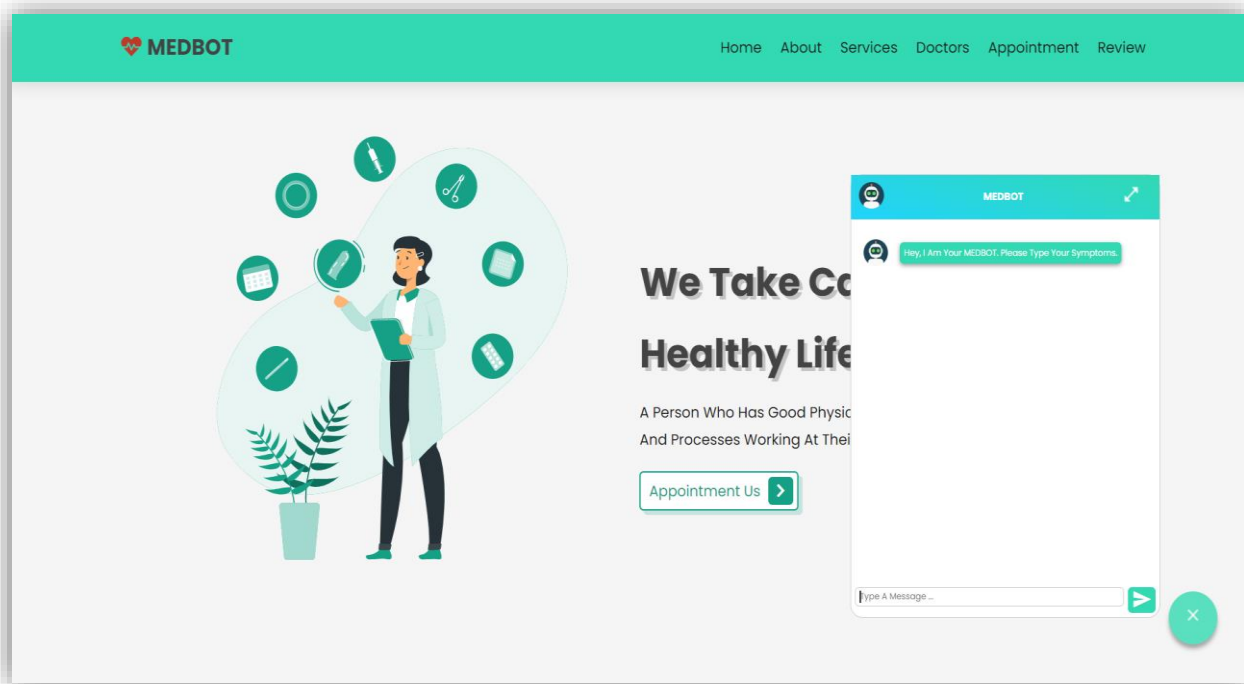 MEDBOT
Home About Services Doctors Appointment Review
MEDBOT
Hey, I Am Your MEDBOT. Please Type Your Symptoms.
We Take Ca
Healthy Life
A Person Who Has Good Physic
And Processes Working At Thei
Appointment Us
Type A Message ...